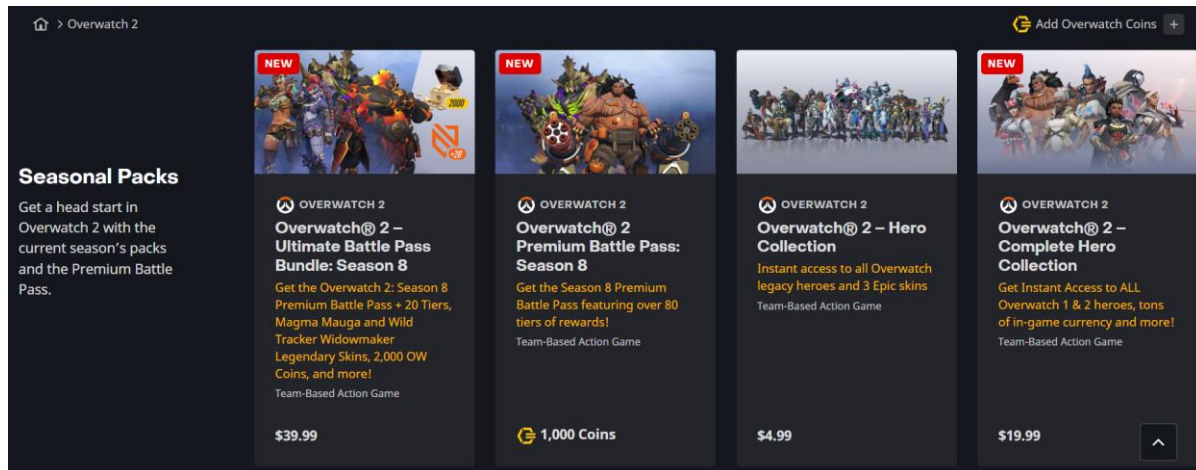 > Overwatch 2
Add Overwatch Coins +
Seasonal Packs
Get a head start in
Overwatch 2 with the
current season's packs
and the Premium Battle
Pass.
NEW
2000
+20
OVERWATCH 2
Overwatch® 2 –
Ultimate Battle Pass
Bundle: Season 8
Get the Overwatch 2: Season 8
Premium Battle Pass + 20 Tiers,
Magma Mauga and Wild
Tracker Widowmaker
Legendary Skins, 2,000 OW
Coins, and more!
Team-Based Action Game
$39.99
NEW
OVERWATCH 2
Overwatch® 2
Premium Battle Pass:
Season 8
Get the Season 8 Premium
Battle Pass featuring over 80
tiers of rewards!
Team-Based Action Game
1,000 Coins
OVERWATCH 2
Overwatch® 2 – Hero
Collection
Instant access to all Overwatch
legacy heroes and 3 Epic skins
Team-Based Action Game
$4.99
NEW
OVERWATCH 2
Overwatch® 2 –
Complete Hero
Collection
Get Instant Access to ALL
Overwatch 1 & 2 heroes, tons
of in-game currency and more!
Team-Based Action Game
$19.99